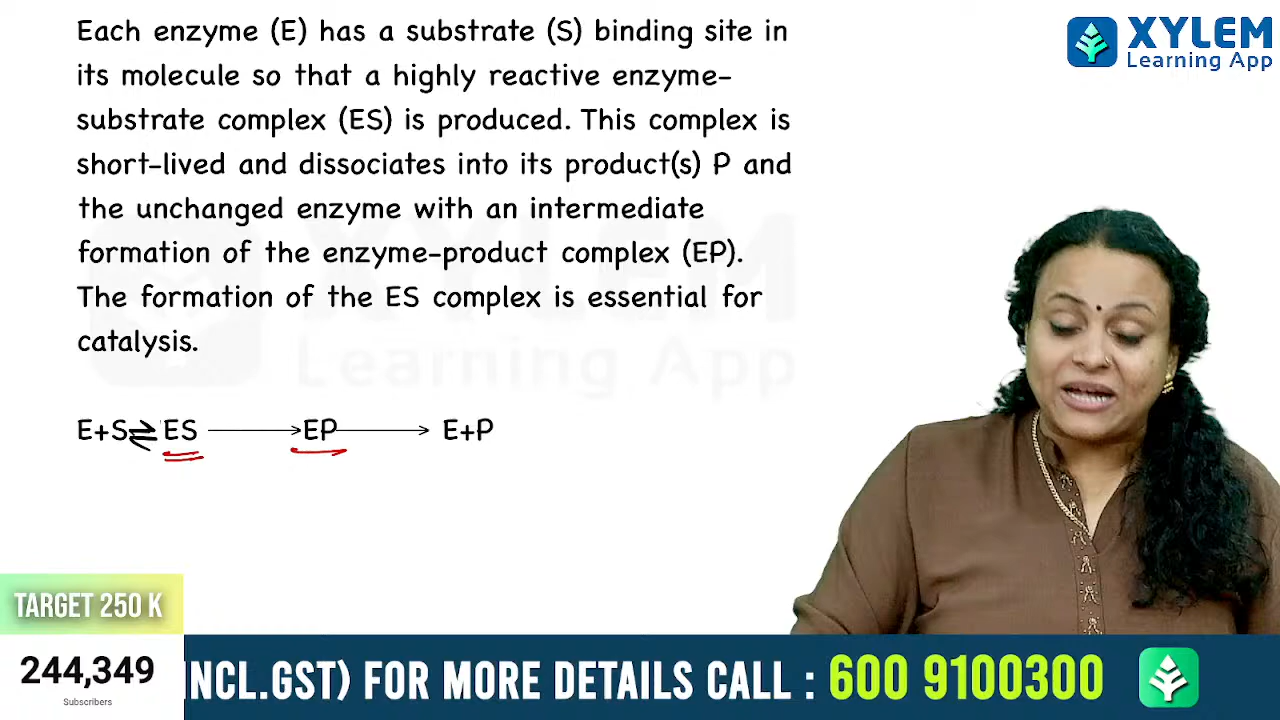 Each enzyme (E) has a substrate (S) binding site in
its molecule so that a highly reactive enzyme-
substrate complex (ES) is produced. This complex is
short-lived and dissociates into its product(s) P and
the unchanged enzyme with an intermediate
formation of the enzyme-product complex (EP).
The formation of the ES complex is essential for
catalysis.
E+S⇌ES ⟶EP⟶ E+P
XYLEM
Learning App
XYLEM
Learning App
TARGET 250 K
244,349
Subscribers
INCL.GST) FOR MORE DETAILS CALL : 600 9100300